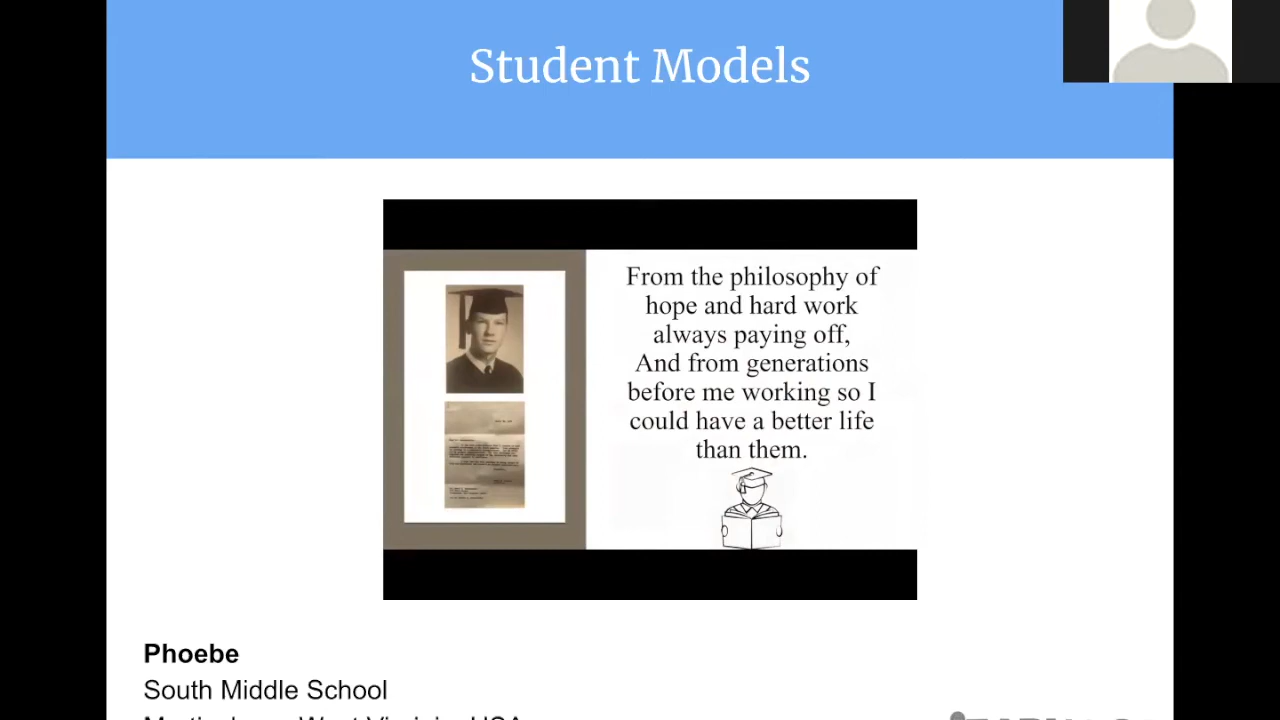 Student Models
From the philosophy of
hope and hard work
always paying off,
And from generations
before me working so I
could have a better life
than them.
Phoebe
South Middle School